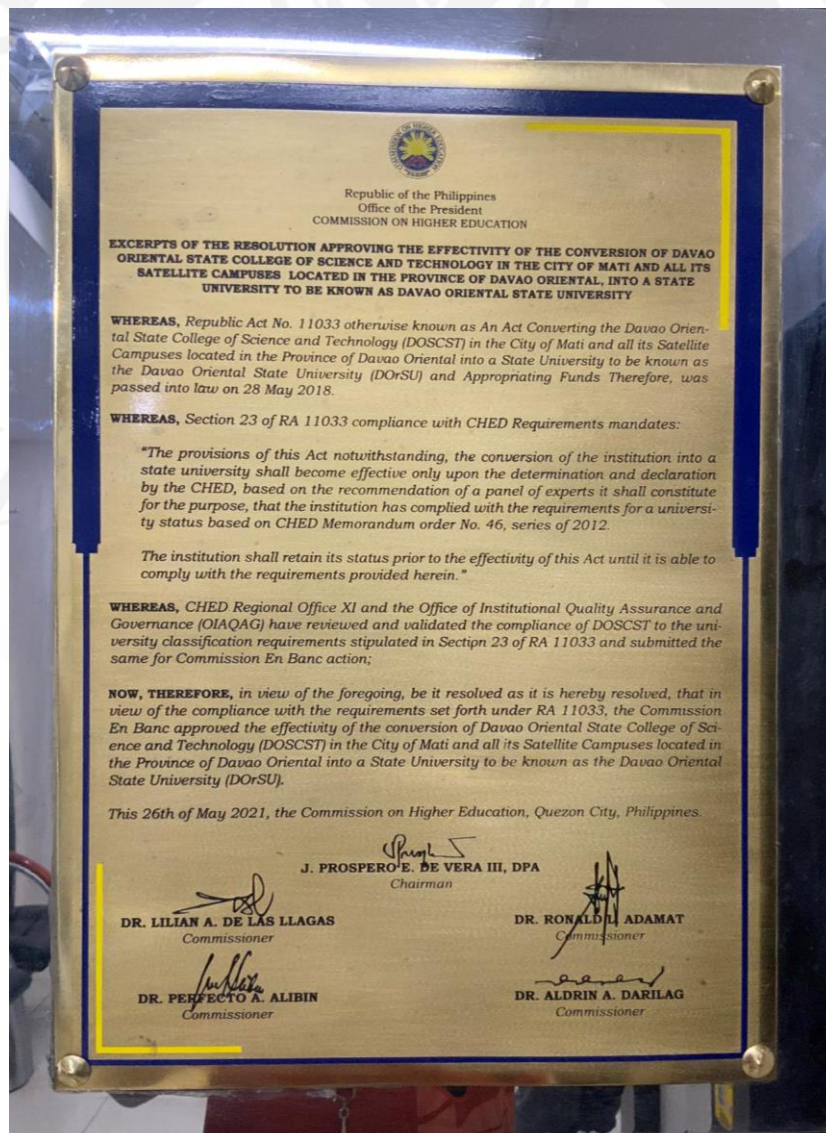 COMMISSION ON HIGHER EDUCATION
Republic of the Philippines
Office of the President
COMMISSION ON HIGHER EDUCATION
EXCERPTS OF THE RESOLUTION APPROVING THE EFFECTIVITY OF THE CONVERSION OF DAVAO
ORIENTAL STATE COLLEGE OF SCIENCE AND TECHNOLOGY IN THE CITY OF MATI AND ALL ITS
SATELLITE CAMPUSES LOCATED IN THE PROVINCE OF DAVAO ORIENTAL, INTO A STATE
UNIVERSITY TO BE KNOWN AS DAVAO ORIENTAL STATE UNIVERSITY
WHEREAS, Republic Act No. 11033 otherwise known as An Act Converting the Davao Orien-
tal State College of Science and Technology (DOSCST) in the City of Mati and all its Satellite
Campuses located in the Province of Davao Oriental into a State University to be known as
the Davao Oriental State University (DOrSU) and Appropriating Funds Therefore, was
passed into law on 28 May 2018.
WHEREAS, Section 23 of RA 11033 compliance with CHED Requirements mandates:
"The provisions of this Act notwithstanding, the conversion of the institution into a
state university shall become effective only upon the determination and declaration
by the CHED, based on the recommendation of a panel of experts it shall constitute
for the purpose, that the institution has complied with the requirements for a universi-
ty status based on CHED Memorandum order No. 46, series of 2012.
The institution shall retain its status prior to the effectivity of this Act until it is able to
comply with the requirements provided herein."
WHEREAS, CHED Regional Office XI and the Office of Institutional Quality Assurance and
Governance (OIAQAG) have reviewed and validated the compliance of DOSCST to the uni-
versity classification requirements stipulated in Section 23 of RA 11033 and submitted the
same for Commission En Banc action;
NOW, THEREFORE, in view of the foregoing, be it resolved as it is hereby resolved, that in
view of the compliance with the requirements set forth under RA 11033, the Commission
En Banc approved the effectivity of the conversion of Davao Oriental State College of Sci-
ence and Technology (DOSCST) in the City of Mati and all its Satellite Campuses located in
the Province of Davao Oriental into a State University to be known as the Davao Oriental
State University (DOrSU).
This 26th of May 2021, the Commission on Higher Education, Quezon City, Philippines.
J. PROSPERO E. DE VERA III, DPA
Chairman
DR. LILIAN A. DE LAS LLAGAS
Commissioner
DR. RONALD L. ADAMAT
Commissioner
DR. PERFECTO A. ALIBIN
Commissioner
DR. ALDRIN A. DARILAG
Commissioner